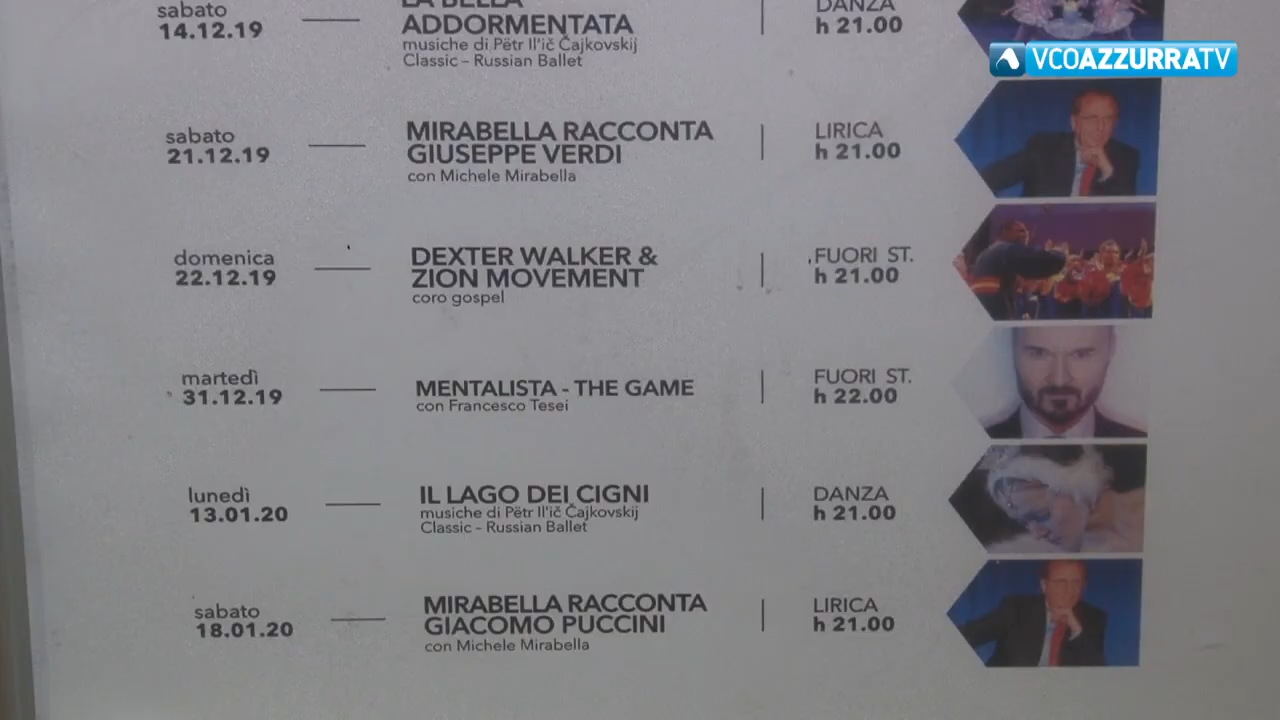 VCOAZZURRATV
sabato
14.12.19
LA BELLA
ADDORMENTATA
musiche di Pëtr Il'ič Čajkovskij
Classic – Russian Ballet
DANZA
h 21.00
sabato
21.12.19
MIRABELLA RACCONTA
GIUSEPPE VERDI
con Michele Mirabella
LIRICA
h 21.00
domenica
22.12.19
DEXTER WALKER &
ZION MOVEMENT
coro gospel
FUORI ST.
h 21.00
martedì
31.12.19
MENTALISTA - THE GAME
con Francesco Tesei
FUORI ST.
h 22.00
lunedì
13.01.20
IL LAGO DEI CIGNI
musiche di Pëtr Il'ič Čajkovskij
Classic – Russian Ballet
DANZA
h 21.00
sabato
18.01.20
MIRABELLA RACCONTA
GIACOMO PUCCINI
con Michele Mirabella
LIRICA
h 21.00